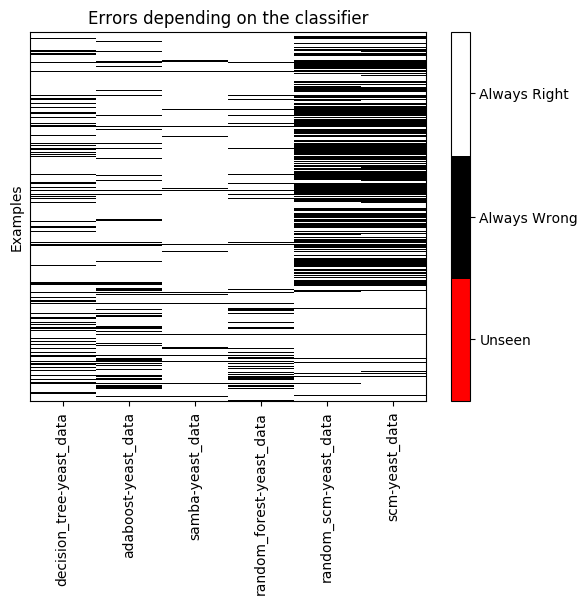 Errors depending on the classifier
Examples
Always Right
Always Wrong
Unseen
decision_tree-yeast_data
adaboost-yeast_data
samba-yeast_data
random_forest-yeast_data
random_scm-yeast_data
scm-yeast_data